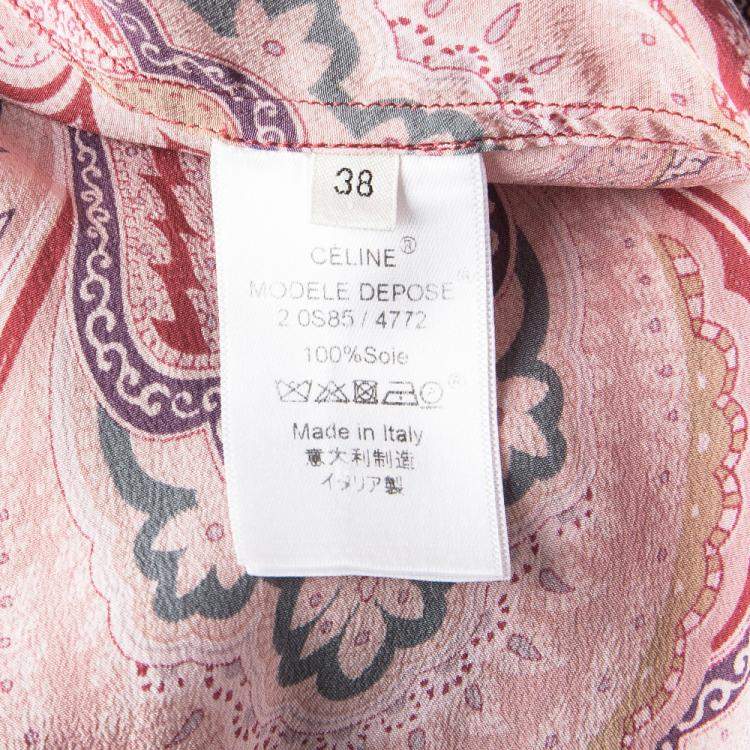 38
CÉLINE®
MODELE DEPOSE
2 0S85 / 4772
100%Soie
Made in Italy
意大利制造
イタリア製